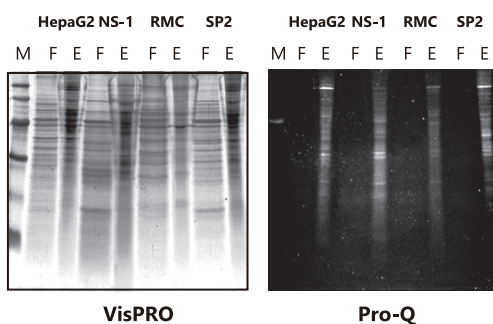 HepaG2 NS-1 RMC SP2
M F E F E F E F E
VisPRO
HepaG2 NS-1 RMC SP2
M F E F E F E F E
Pro-Q